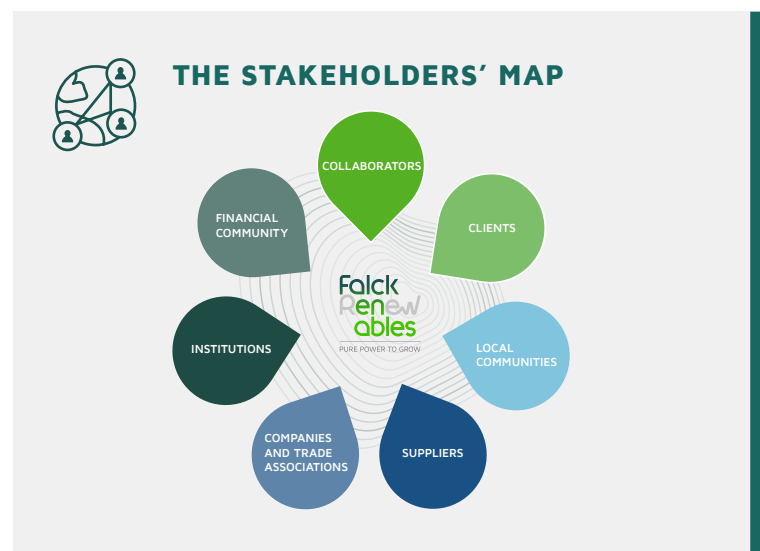 THE STAKEHOLDERS’ MAP
COLLABORATORS
CLIENTS
LOCAL
COMMUNITIES
SUPPLIERS
COMPANIES
AND TRADE
ASSOCIATIONS
INSTITUTIONS
FINANCIAL
COMMUNITY
Falck
Renew
ables
PURE POWER TO GROW